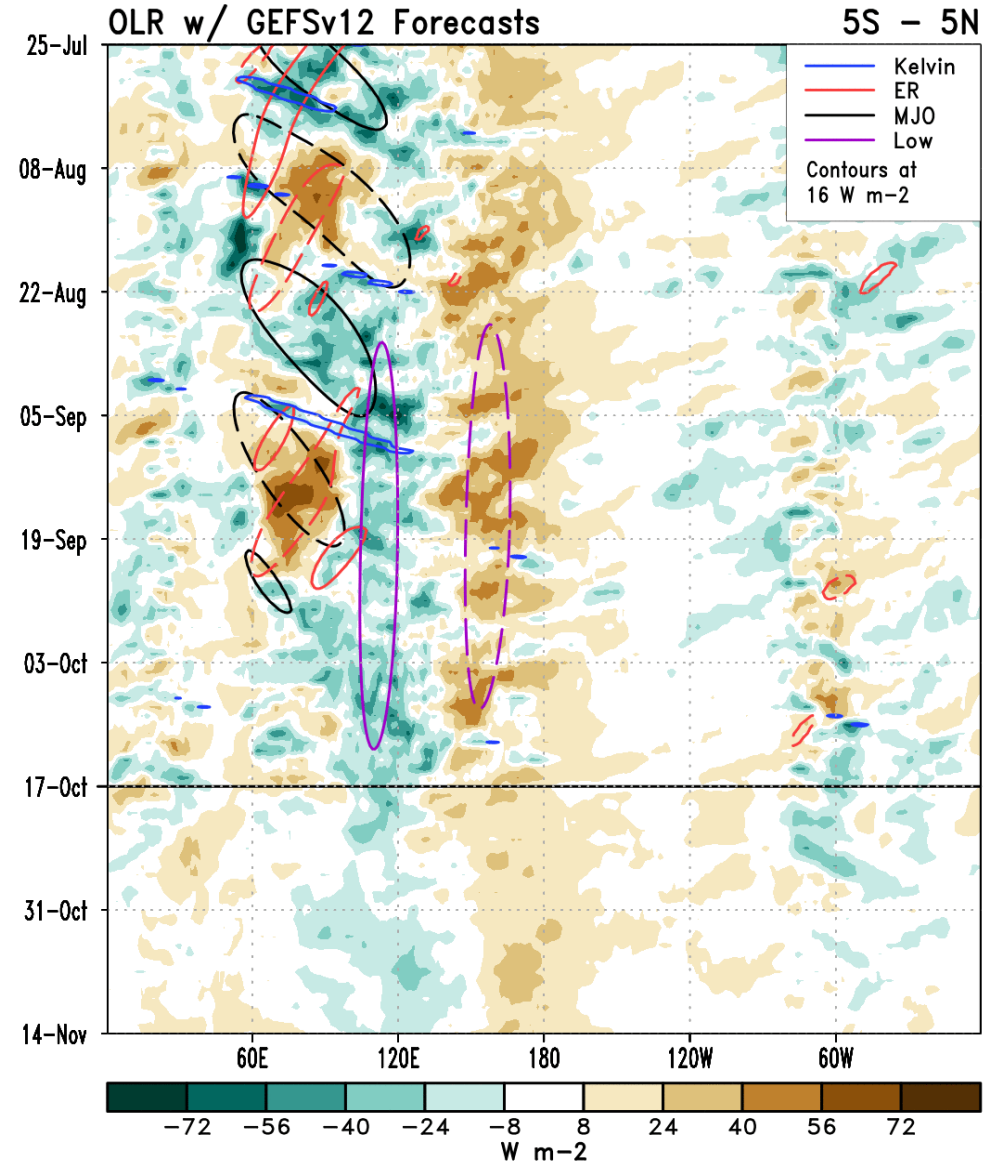 OLR w/ GEFSv12 Forecasts 5S - 5N
25-Jul
Kelvin
ER
MJO
Low
Contours at
16 W m-2
08-Aug
22-Aug
05-Sep
19-Sep
03-Oct
17-Oct
31-Oct
14-Nov
60E 120E 180 120W 60W
-72 -56 -40 -24 -8 8 24 40 56 72
W m-2